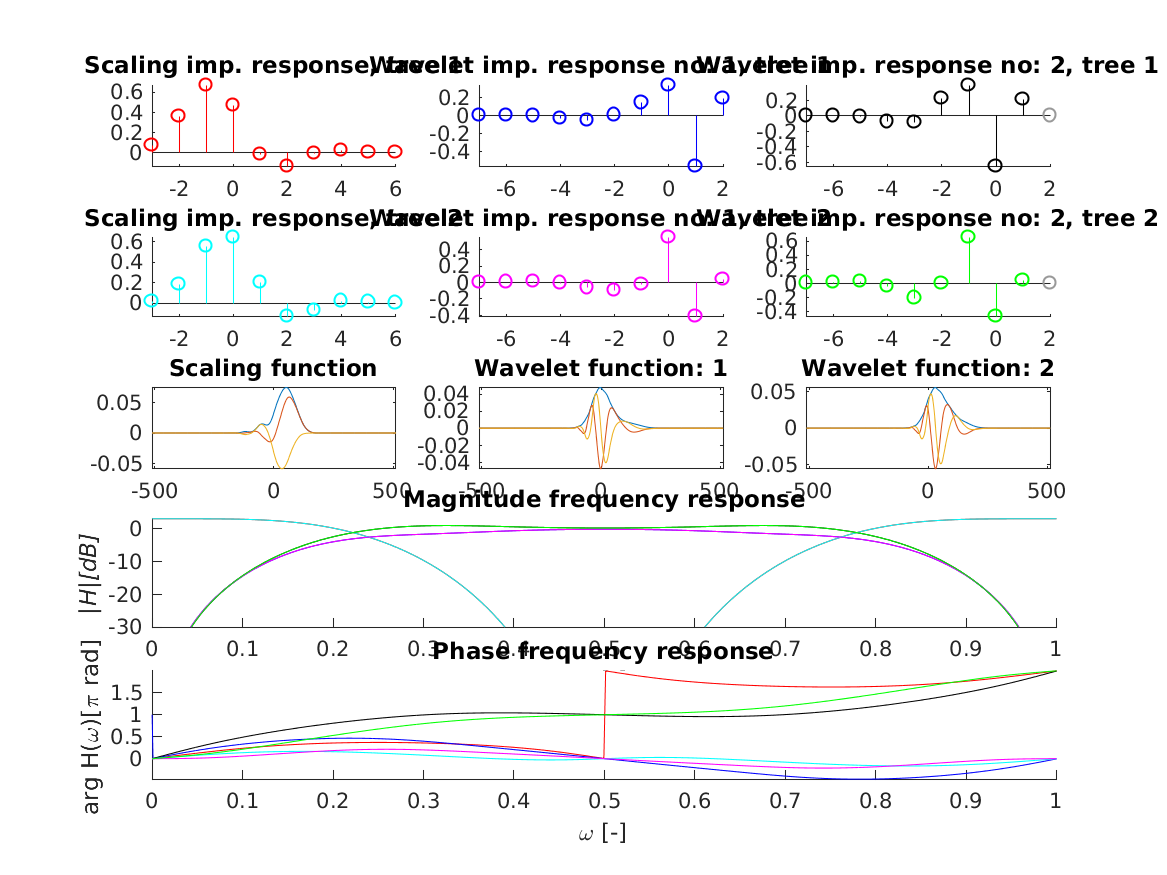 Scaling imp. response, tree 1
Wavelet imp. response no: 1, tree 1
Wavelet imp. response no: 2, tree 1
0.6
0.4
0.2
0
-2 0 2 4 6
0.2
0
-0.2
-0.4
-6 -4 -2 0 2
0.2
0
-0.2
-0.4
-0.6
-6 -4 -2 0 2
Scaling imp. response, tree 2
Wavelet imp. response no: 1, tree 2
Wavelet imp. response no: 2, tree 2
0.6
0.4
0.2
0
-2 0 2 4 6
0.4
0.2
0
-0.2
-0.4
-6 -4 -2 0 2
0.6
0.4
0.2
0
-0.2
-0.4
-6 -4 -2 0 2
Scaling function
Wavelet function: 1
Wavelet function: 2
0.05
0
-0.05
-500 0 500
0.04
0.02
0
-0.02
-0.04
-500 0 500
0.05
0
-0.05
-500 0 500
Magnitude frequency response
|H|[dB]
0
-10
-20
-30
0 0.1 0.2 0.3 0.4 0.5 0.6 0.7 0.8 0.9 1
Phase frequency response
arg H(ω)[π rad]
1.5
1
0.5
0
0 0.1 0.2 0.3 0.4 0.5 0.6 0.7 0.8 0.9 1
ω [-]